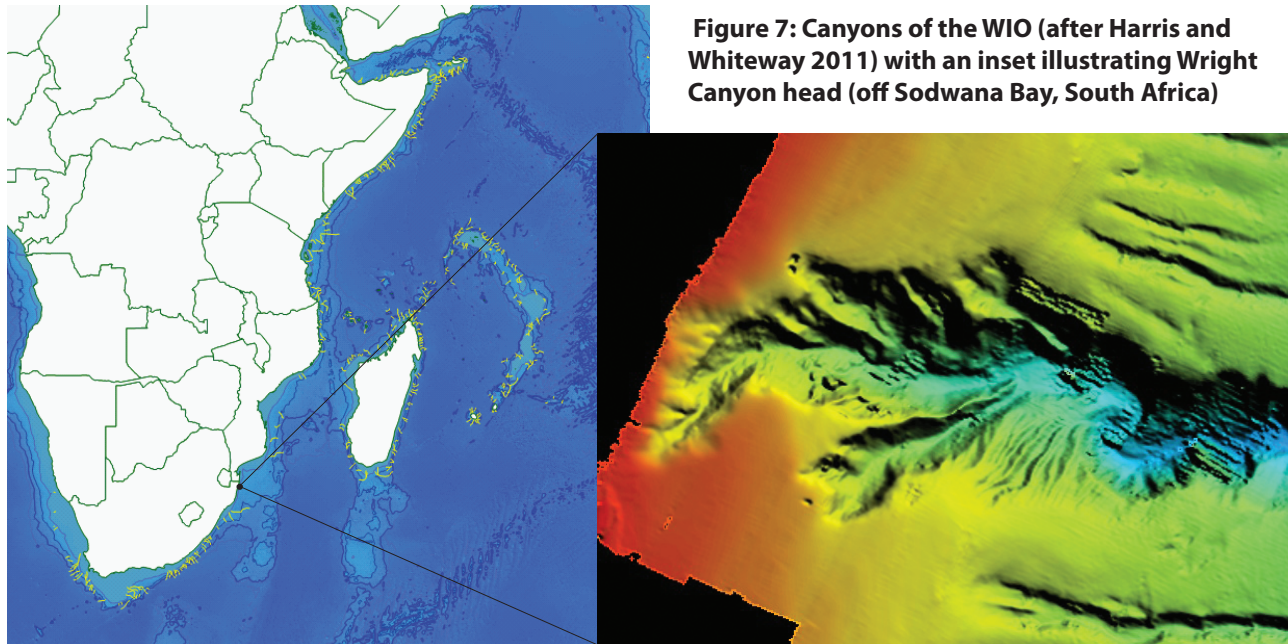 Figure 7: Canyons of the WIO (after Harris and
Whiteway 2011) with an inset illustrating Wright
Canyon head (off Sodwana Bay, South Africa)